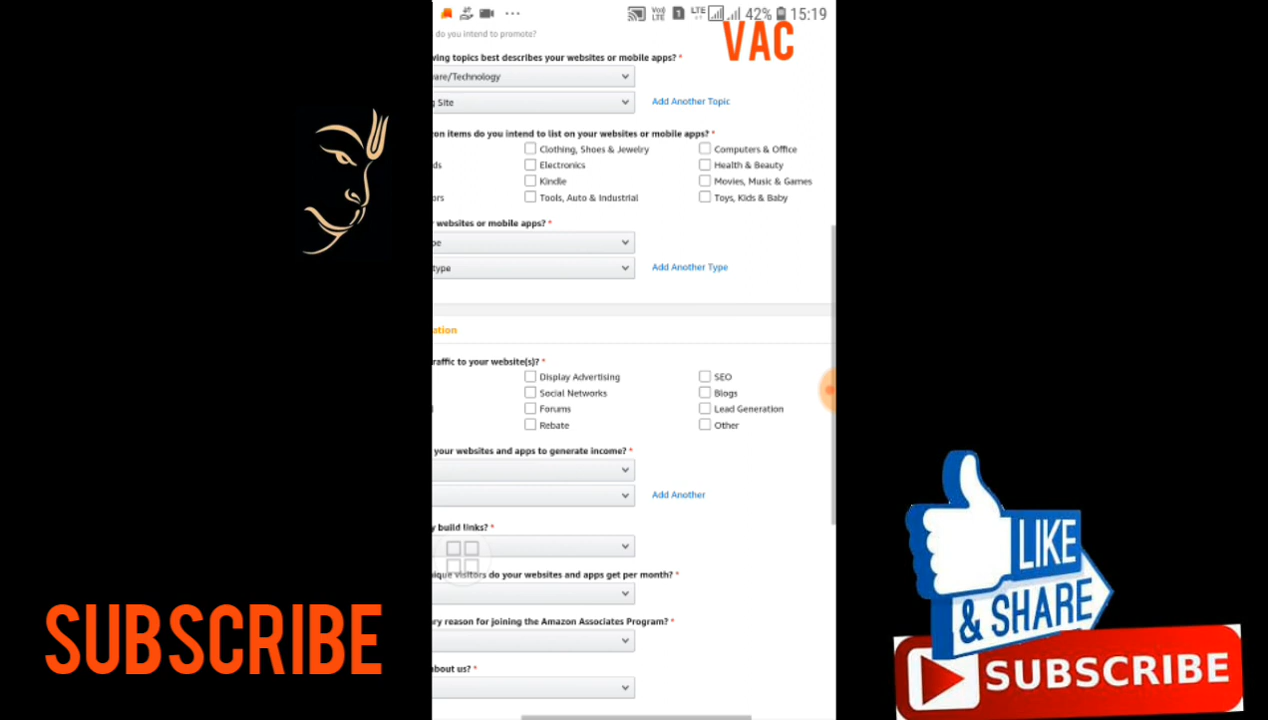 42% 15:19
VAC
do you intend to promote?
ving topics best describes your websites or mobile apps? *
are/Technology
Site
Add Another Topic
on items do you intend to list on your websites or mobile apps? *
Clothing, Shoes & Jewelry
Computers & Office
ds
Electronics
Health & Beauty
Kindle
Movies, Music & Games
ors
Tools, Auto & Industrial
Toys, Kids & Baby
websites or mobile apps? *
pe
type
Add Another Type
ation
raffic to your website(s)? *
Display Advertising
SEO
Social Networks
Blogs
Forums
Lead Generation
Rebate
Other
your websites and apps to generate income? *
Add Another
y build links? *
ique visitors do your websites and apps get per month? *
ry reason for joining the Amazon Associates Program? *
about us? *
SUBSCRIBE
LIKE
& SHARE
SUBSCRIBE